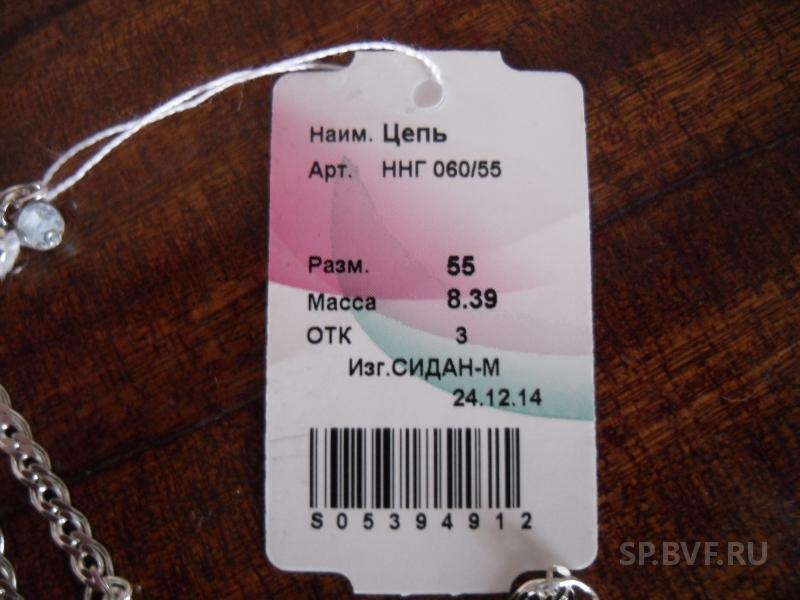 Наим. Цепь
Арт. ННГ 060/55
Разм. 55
Масса 8.39
ОТК 3
Изг.СИДАН-М
24.12.14
S05394912
SP.BVF.RU